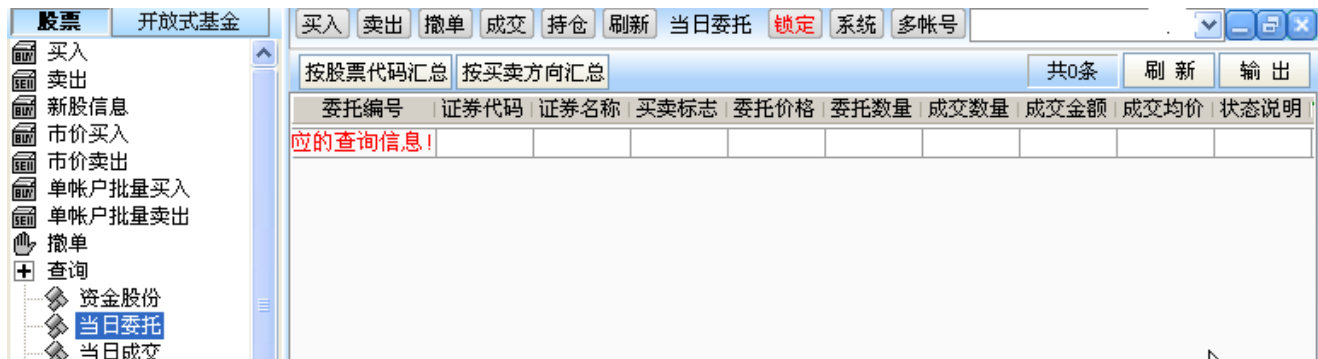 股票 开放式基金
买入 卖出 撤单 成交 持仓 刷新 当日委托 锁定 系统 多帐号
买入
卖出
新股信息
市价买入
市价卖出
单帐户批量买入
单帐户批量卖出
撤单
查询
资金股份
当日委托
当日成交
按股票代码汇总 按买卖方向汇总 共0条 刷 新 输 出
委托编号 证券代码 证券名称 买卖标志 委托价格 委托数量 成交数量 成交金额 成交均价 状态说明
应的查询信息!